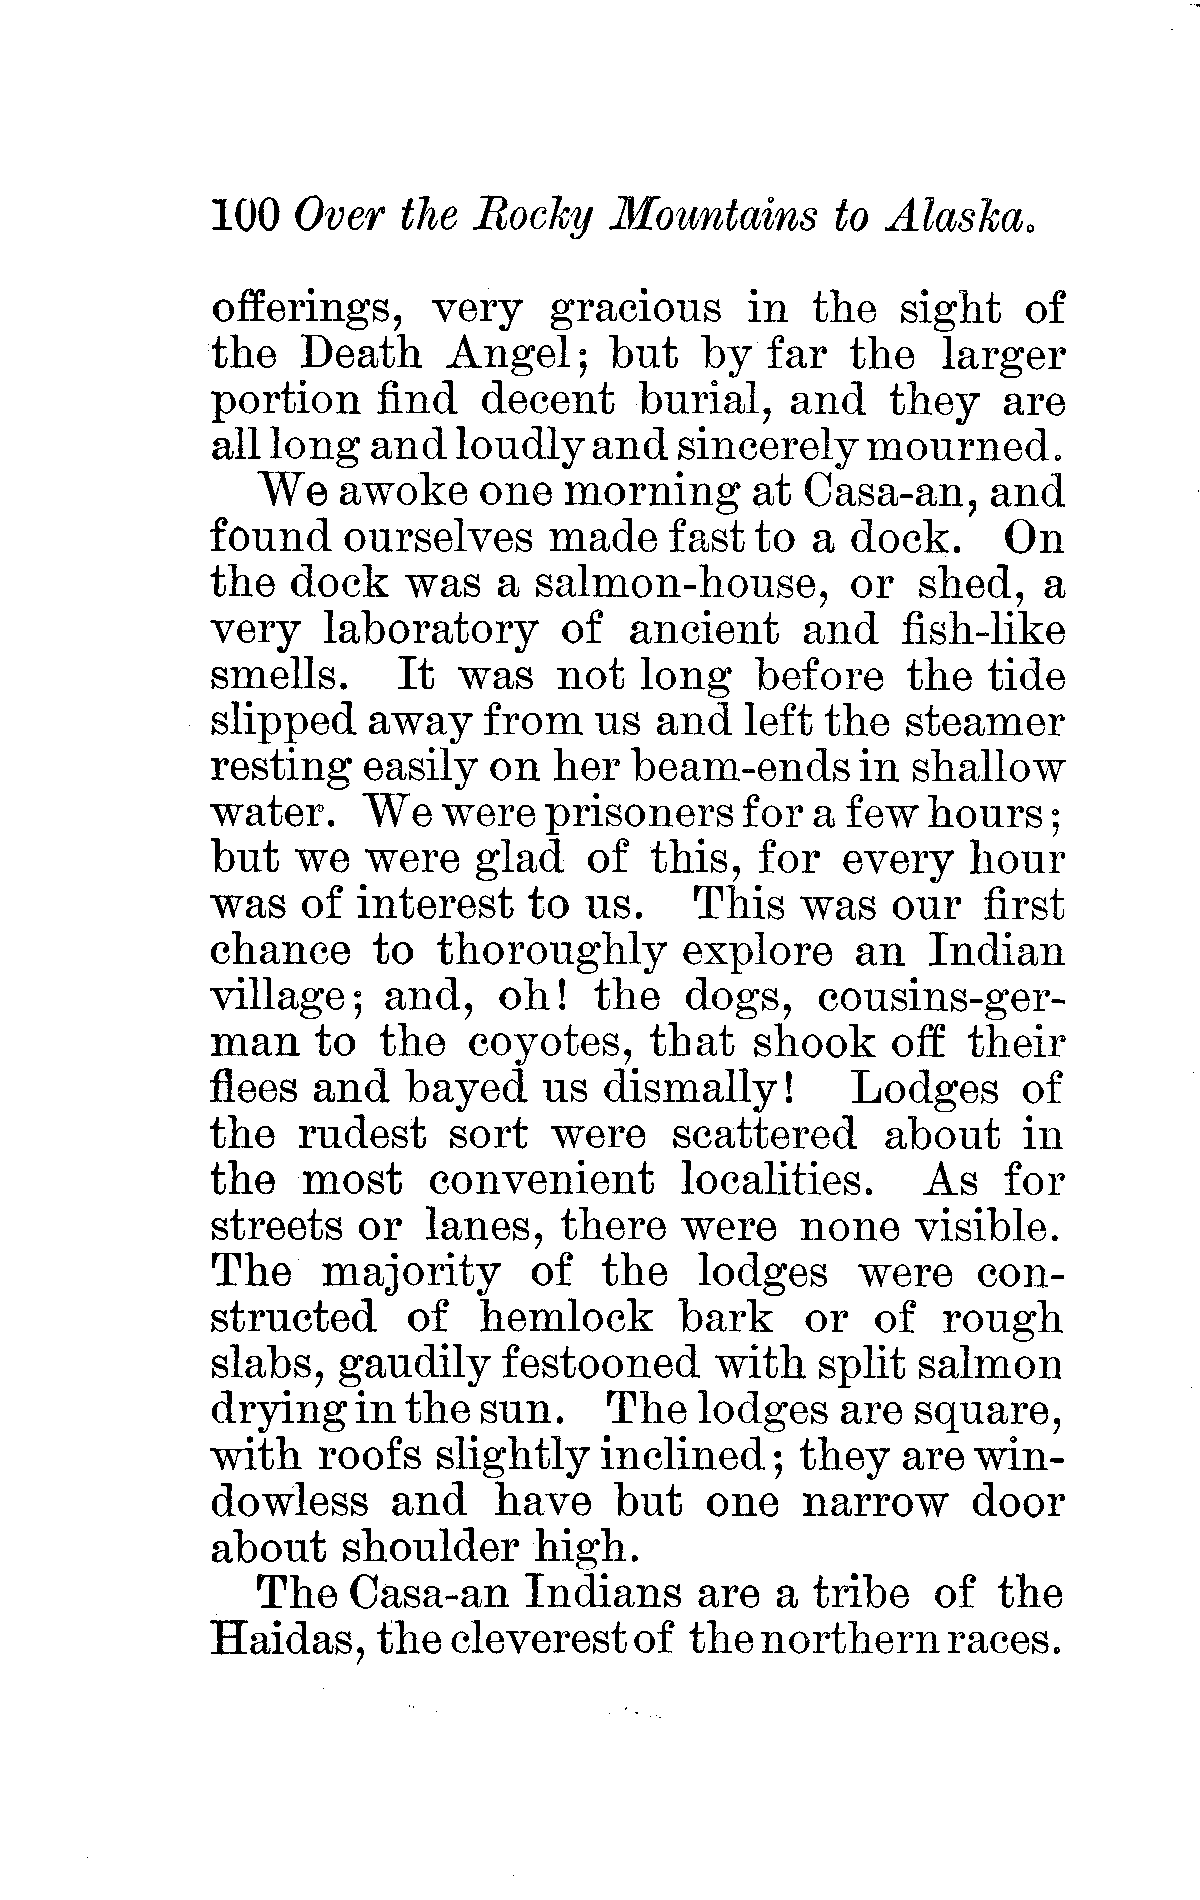 100 Over the Rocky Mountains to Alaska.
offerings, very gracious in the sight of
the Death Angel; but by far the larger
portion find decent burial, and they are
all long and loudly and sincerely mourned.
We awoke one morning at Casa-an, and
found ourselves made fast to a dock. On
the dock was a salmon-house, or shed, a
very laboratory of ancient and fish-like
smells. It was not long before the tide
slipped away from us and left the steamer
resting easily on her beam-ends in shallow
water. We were prisoners for a few hours;
but we were glad of this, for every hour
was of interest to us. This was our first
chance to thoroughly explore an Indian
village; and, oh! the dogs, cousins-ger-
man to the coyotes, that shook off their
flees and bayed us dismally! Lodges of
the rudest sort were scattered about in
the most convenient localities. As for
streets or lanes, there were none visible.
The majority of the lodges were con-
structed of hemlock bark or of rough
slabs, gaudily festooned with split salmon
drying in the sun. The lodges are square,
with roofs slightly inclined; they are win-
dowless and have but one narrow door
about shoulder high.
The Casa-an Indians are a tribe of the
Haidas, the cleverest of the northern races.